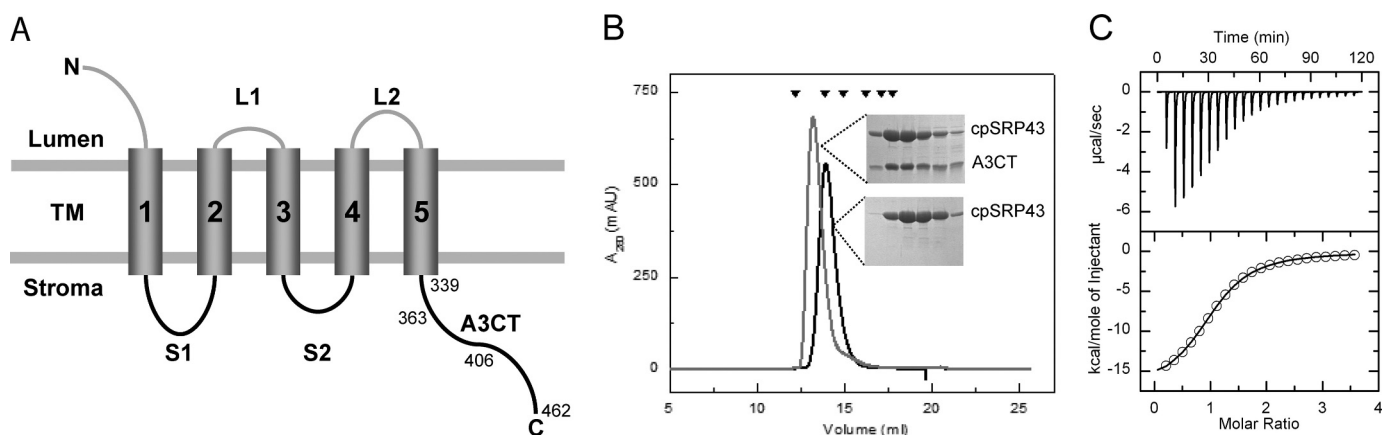 A
N
L1
L2
Lumen
TM
1 2 3 4 5
Stroma
339
363
A3CT
406
S1
S2
462
C
B
750
500
250
0
A280 (mAU)
cpSRP43
A3CT
cpSRP43
5 10 15 20 25
Volume (ml)
C
Time (min)
0 30 60 90 120
0
-2
-4
-6
µcal/sec
0
-5
-10
-15
kcal/mole of Injectant
0 1 2 3 4
Molar Ratio